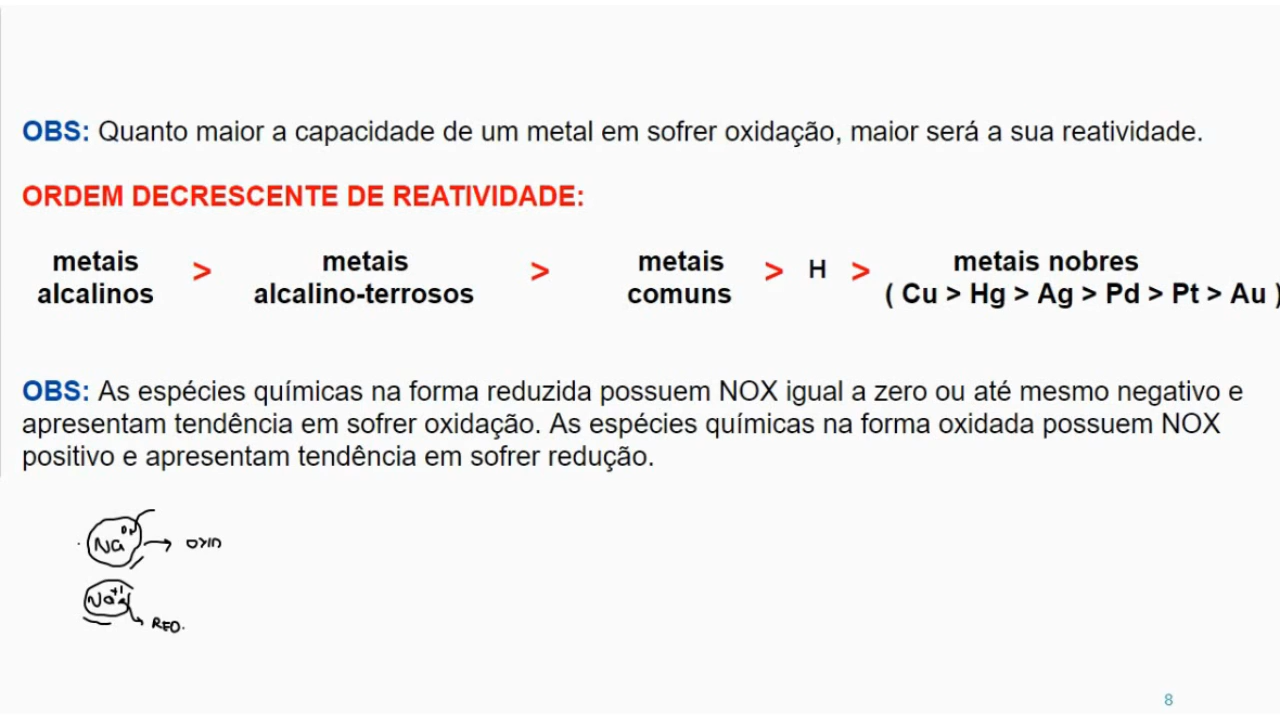 OBS: Quanto maior a capacidade de um metal em sofrer oxidação, maior será a sua reatividade.
ORDEM DECRESCENTE DE REATIVIDADE:
metais alcalinos > metais alcalino-terrosos > metais comuns > H > metais nobres
( Cu > Hg > Ag > Pd > Pt > Au )
OBS: As espécies químicas na forma reduzida possuem NOX igual a zero ou até mesmo negativo e
apresentam tendência em sofrer oxidação. As espécies químicas na forma oxidada possuem NOX
positivo e apresentam tendência em sofrer redução.
Na⁰ →
Na⁺¹
RED.
8